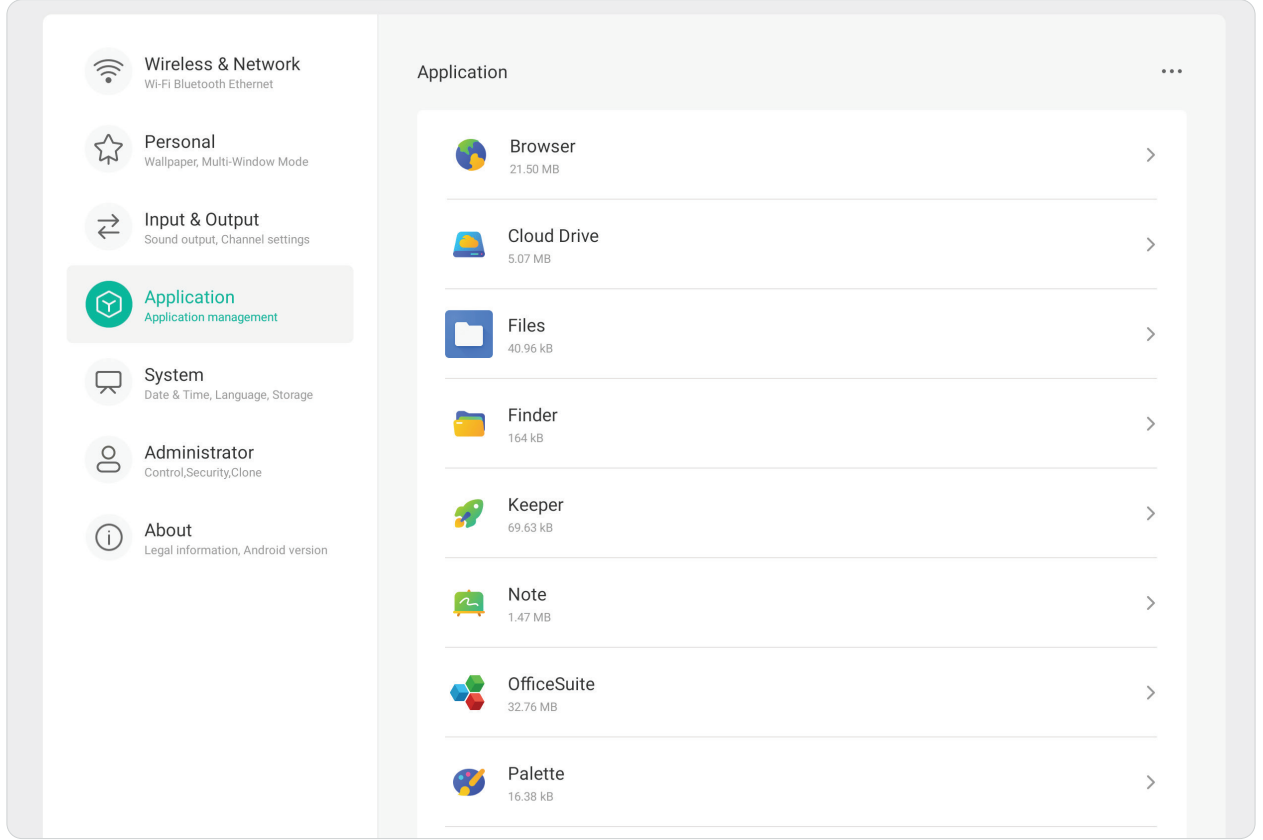 Wireless & Network
Wi-Fi Bluetooth Ethernet
Personal
Wallpaper, Multi-Window Mode
Input & Output
Sound output, Channel settings
Application
Application management
System
Date & Time, Language, Storage
Administrator
Control,Security,Clone
About
Legal information, Android version
Application
Browser
21.50 MB
Cloud Drive
5.07 MB
Files
40.96 kB
Finder
164 kB
Keeper
69.63 kB
Note
1.47 MB
OfficeSuite
32.76 MB
Palette
16.38 kB